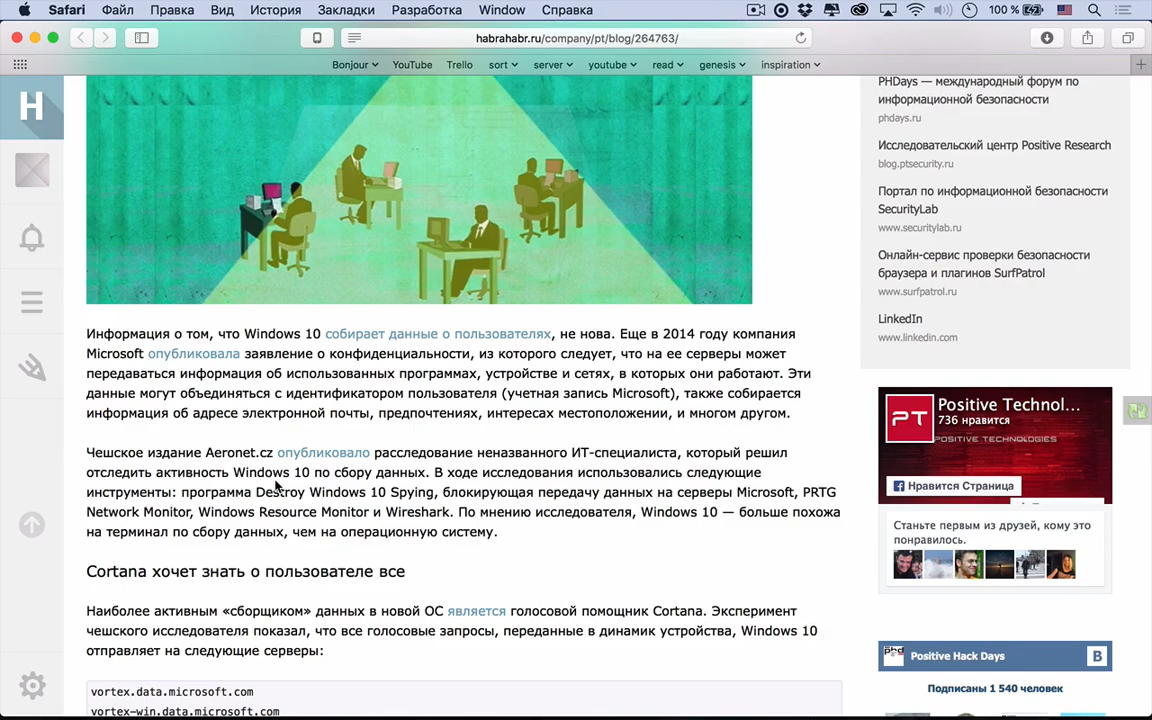 Safari Файл Правка Вид История Закладки Разработка Window Справка 100 %
habrahabr.ru/company/pt/blog/264763/
Bonjour YouTube Trello sort server youtube read genesis inspiration
H
Информация о том, что Windows 10 собирает данные о пользователях, не нова. Еще в 2014 году компания
Microsoft опубликовала заявление о конфиденциальности, из которого следует, что на ее серверы может
передаваться информация об использованных программах, устройстве и сетях, в которых они работают. Эти
данные могут объединяться с идентификатором пользователя (учетная запись Microsoft), также собирается
информация об адресе электронной почты, предпочтениях, интересах местоположении, и многом другом.
Чешское издание Aeronet.cz опубликовало расследование неназванного ИТ-специалиста, который решил
отследить активность Windows 10 по сбору данных. В ходе исследования использовались следующие
инструменты: программа Destroy Windows 10 Spying, блокирующая передачу данных на серверы Microsoft, PRTG
Network Monitor, Windows Resource Monitor и Wireshark. По мнению исследователя, Windows 10 — больше похожа
на терминал по сбору данных, чем на операционную систему.
Cortana хочет знать о пользователе все
Наиболее активным «сборщиком» данных в новой ОС является голосовой помощник Cortana. Эксперимент
чешского исследователя показал, что все голосовые запросы, переданные в динамик устройства, Windows 10
отправляет на следующие серверы:
vortex.data.microsoft.com
vortex-win.data.microsoft.com
PHDays — международный форум по
информационной безопасности
phdays.ru
Исследовательский центр Positive Research
blog.ptsecurity.ru
Портал по информационной безопасности
SecurityLab
www.securitylab.ru
Онлайн-сервис проверки безопасности
браузера и плагинов SurfPatrol
www.surfpatrol.ru
LinkedIn
www.linkedin.com
PT
Positive Technol...
736 нравится
POSITIVE TECHNOLOGIES
Нравится Страница
Станьте первым из друзей, кому это
понравилось.
phd
Positive Hack Days
B
Подписаны 1 540 человек